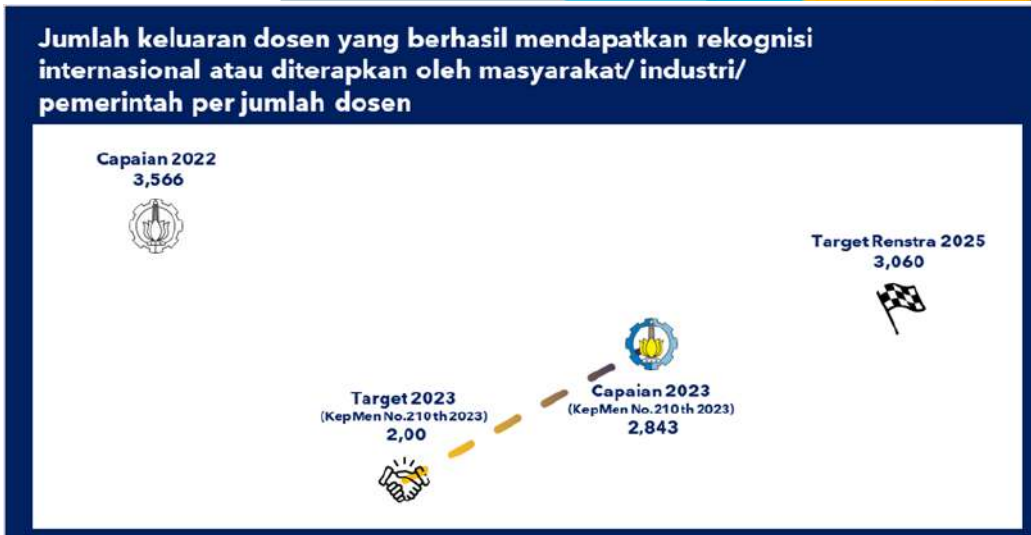 Jumlah keluaran dosen yang berhasil mendapatkan rekognisi
internasional atau diterapkan oleh masyarakat/ industri/
pemerintah per jumlah dosen
Capaian 2022
3,566
Target Renstra 2025
3,060
Target 2023
(KepMen No.210 th 2023)
2,00
Capaian 2023
(KepMen No.210 th 2023)
2,843